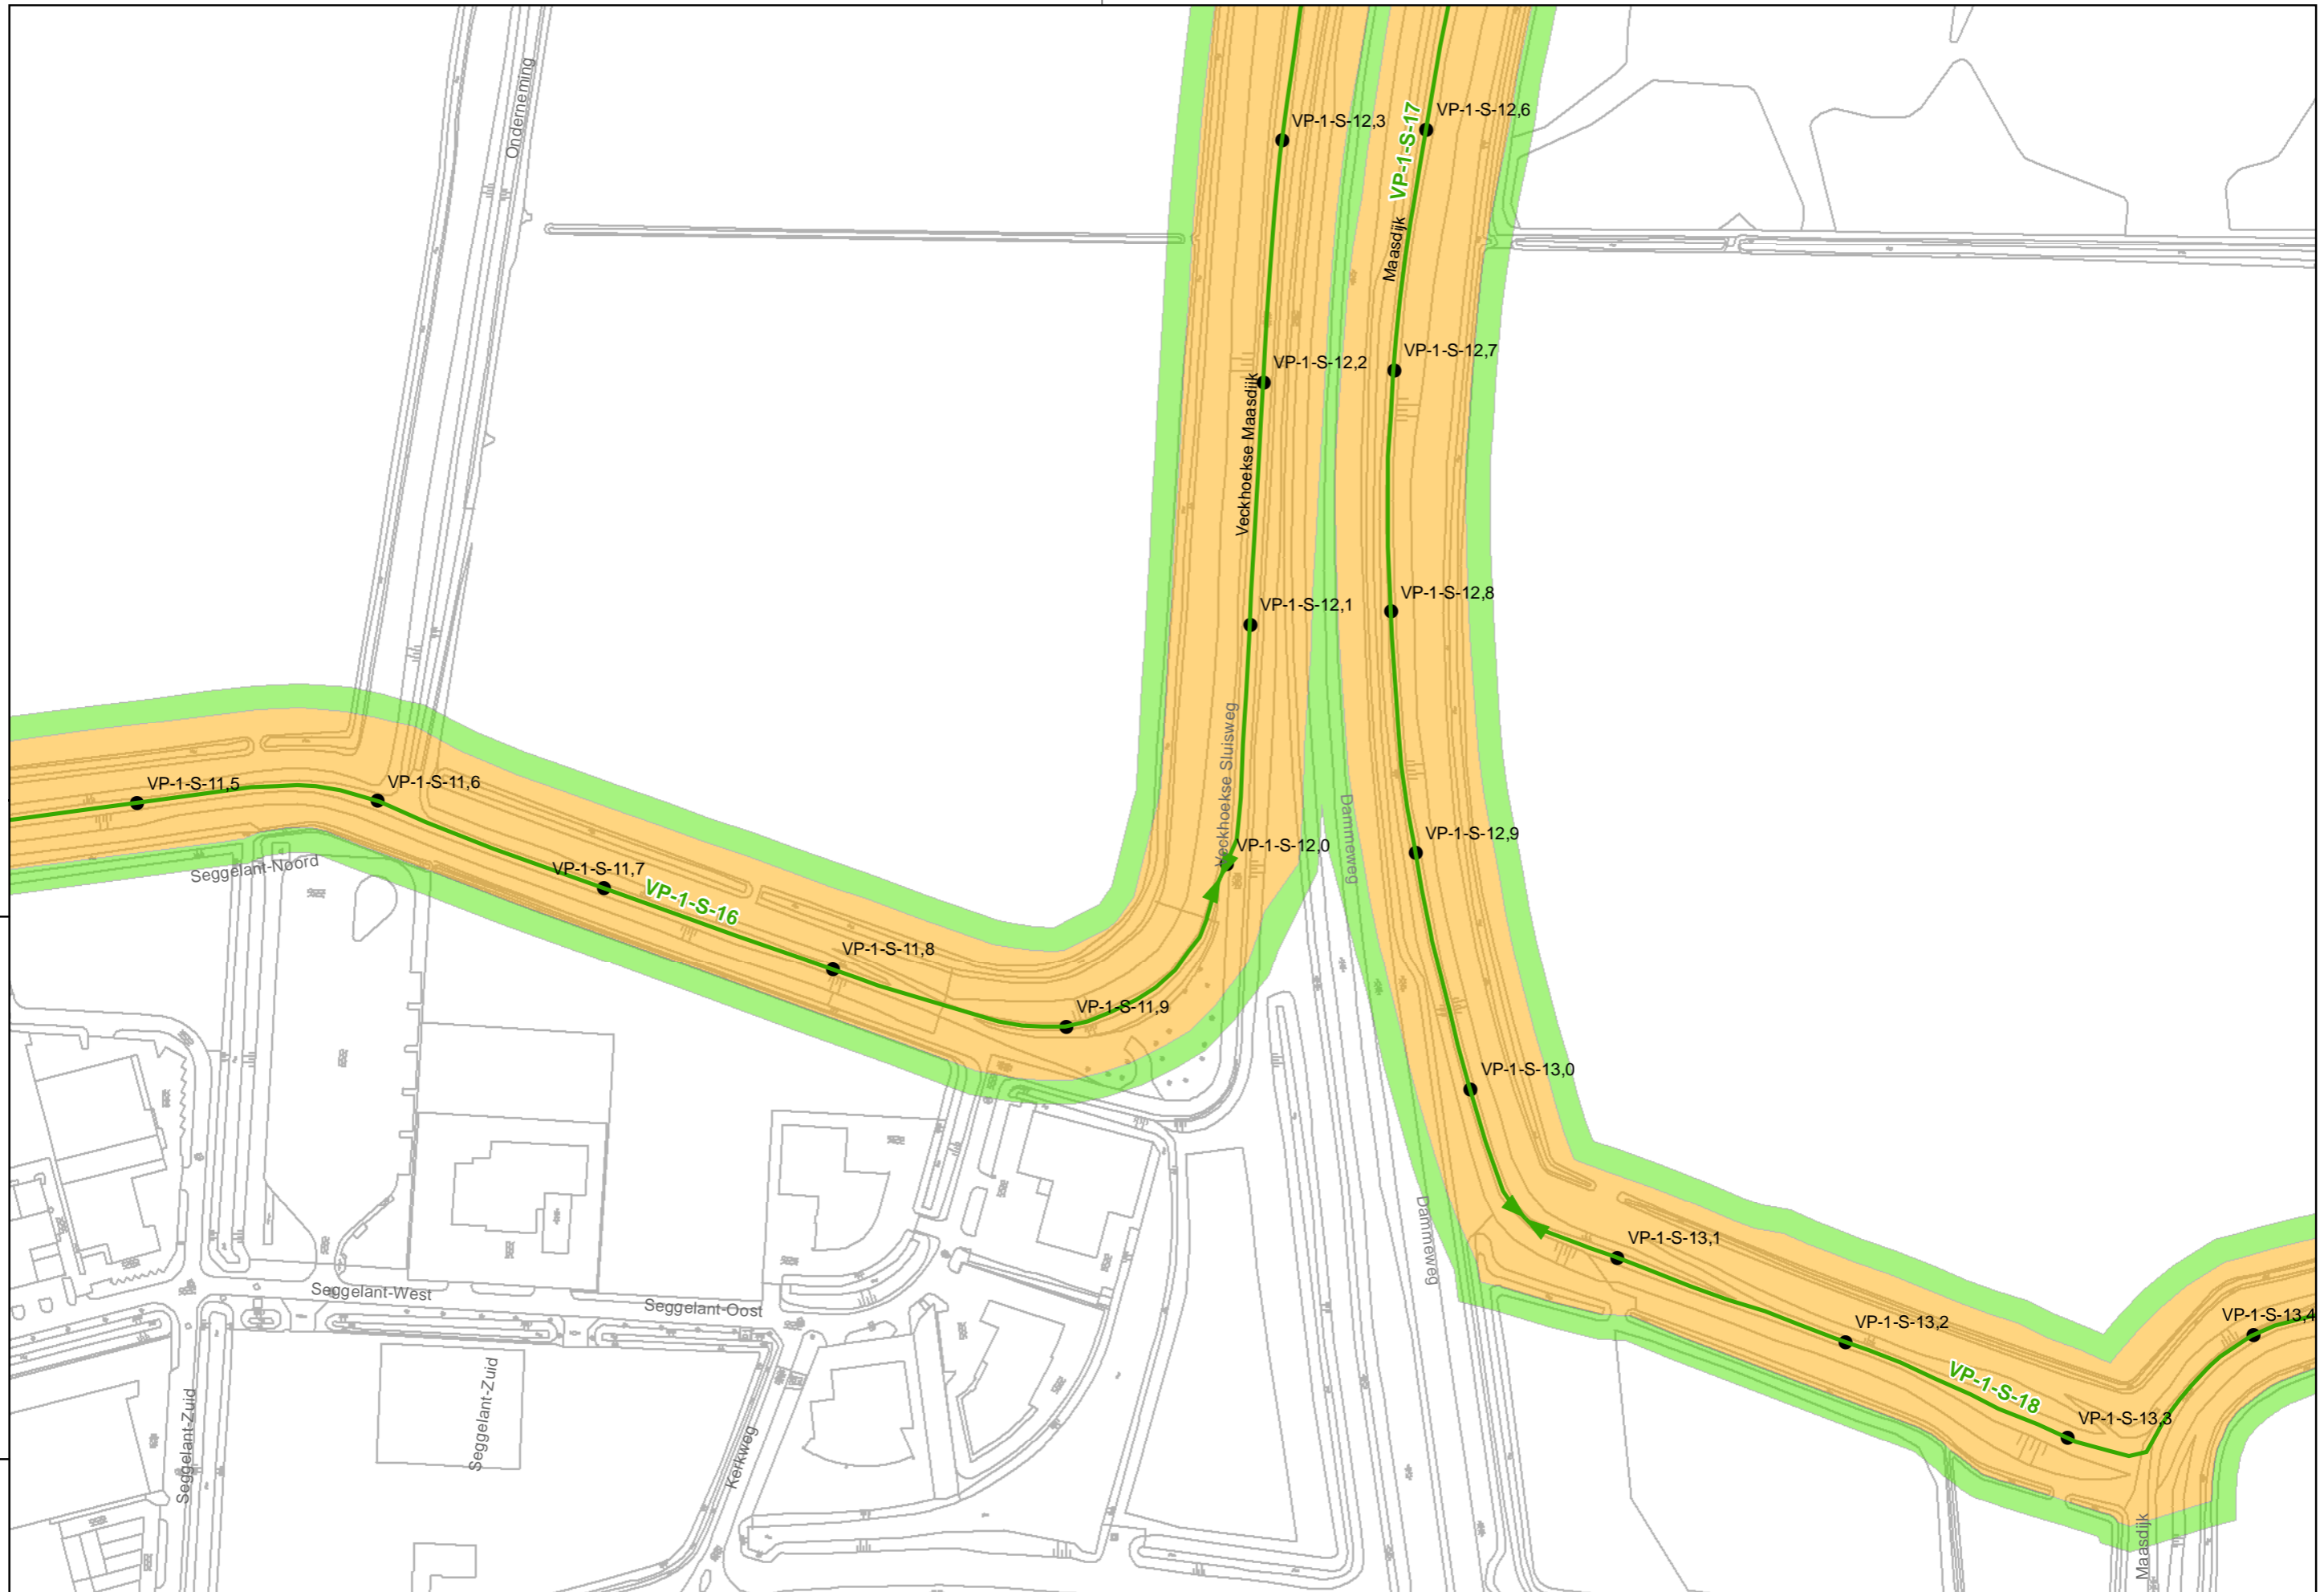 Onderneming
VP-1-S-12,3
VP-1-S-17
VP-1-S-12,6
Maasdijk
VP-1-S-12,2
VP-1-S-12,7
Veckhoekse Maasdijk
VP-1-S-12,1
VP-1-S-12,8
VP-1-S-11,5
VP-1-S-11,6
Veckhoekse Sluisweg
Dammeweg
VP-1-S-12,0
VP-1-S-12,9
Seggelant-Noord
VP-1-S-11,7
VP-1-S-16
VP-1-S-11,8
VP-1-S-11,9
VP-1-S-13,0
Dammeweg
VP-1-S-13,1
Seggelant-West
Seggelant-Oost
VP-1-S-13,2
VP-1-S-13,4
VP-1-S-18
VP-1-S-13,3
Seggelant-Zuid
Seggelant-Zuid
Kerkweg
Maasdijk